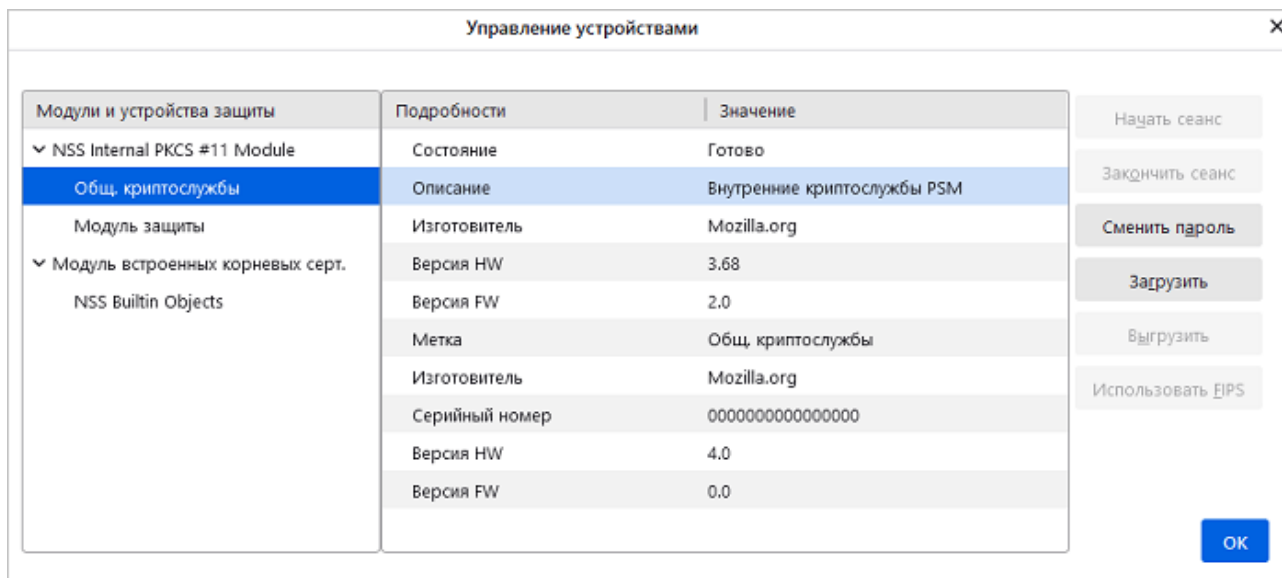 Управление устройствами
Модули и устройства защиты
NSS Internal PKCS #11 Module
Общ. криптослужбы
Модуль защиты
Модуль встроенных корневых серт.
NSS Builtin Objects
Подробности Значение
Состояние Готово
Описание Внутренние криптослужбы PSM
Изготовитель Mozilla.org
Версия HW 3.68
Версия FW 2.0
Метка Общ. криптослужбы
Изготовитель Mozilla.org
Серийный номер 0000000000000000
Версия HW 4.0
Версия FW 0.0
Начать сеанс
Закончить сеанс
Сменить пароль
Загрузить
Выгрузить
Использовать FIPS
OK